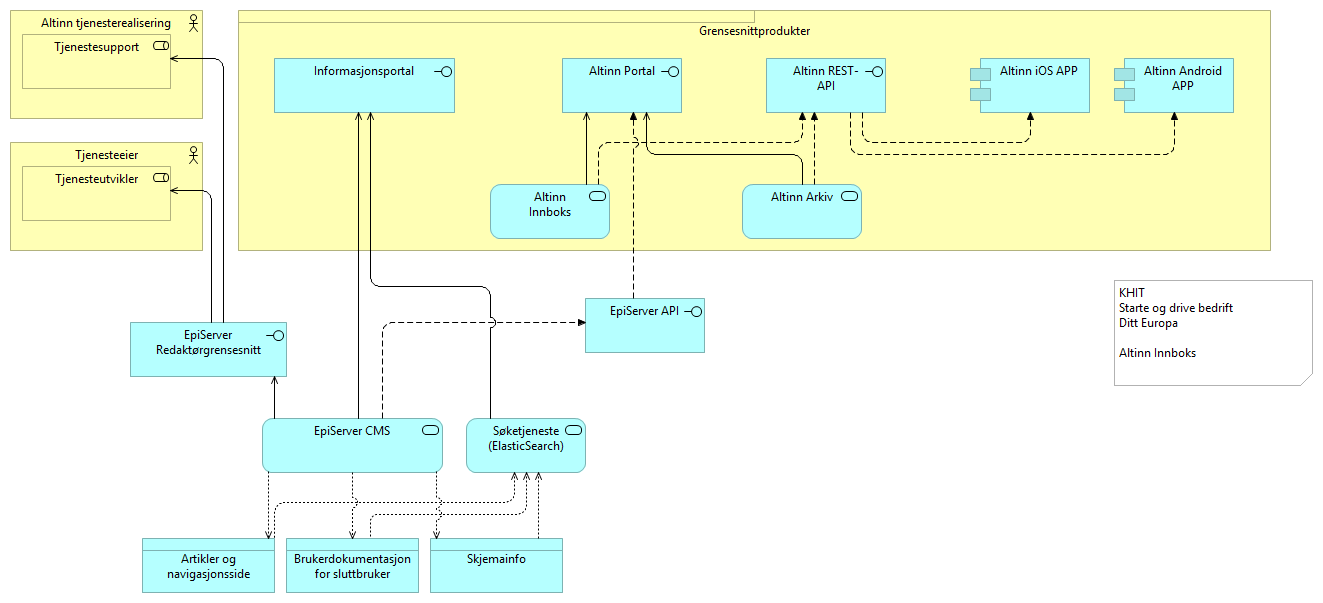 Altinn tjenesterealisering
Tjenestesupport
Tjenesteeier
Tjenesteutvikler
Grensesnittprodukter
Informasjonsportal
Altinn Portal
Altinn REST-
API
Altinn iOS APP
Altinn Android
APP
Altinn
Innboks
Altinn Arkiv
KHIT
Starte og drive bedrift
Ditt Europa
Altinn Innboks
EpiServer API
EpiServer
Redaktørgrensesnitt
EpiServer CMS
Søketjeneste
(ElasticSearch)
Artikler og
navigasjonsside
Brukerdokumentasjon
for sluttbruker
Skjemainfo